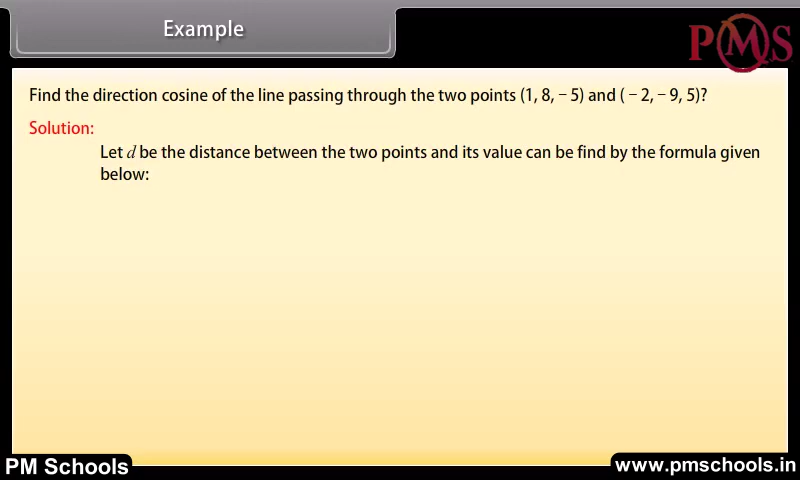 Example
PMS
Find the direction cosine of the line passing through the two points (1, 8, − 5) and ( − 2, − 9, 5)?
Solution:
Let d be the distance between the two points and its value can be find by the formula given
below:
PM Schools
www.pmschools.in